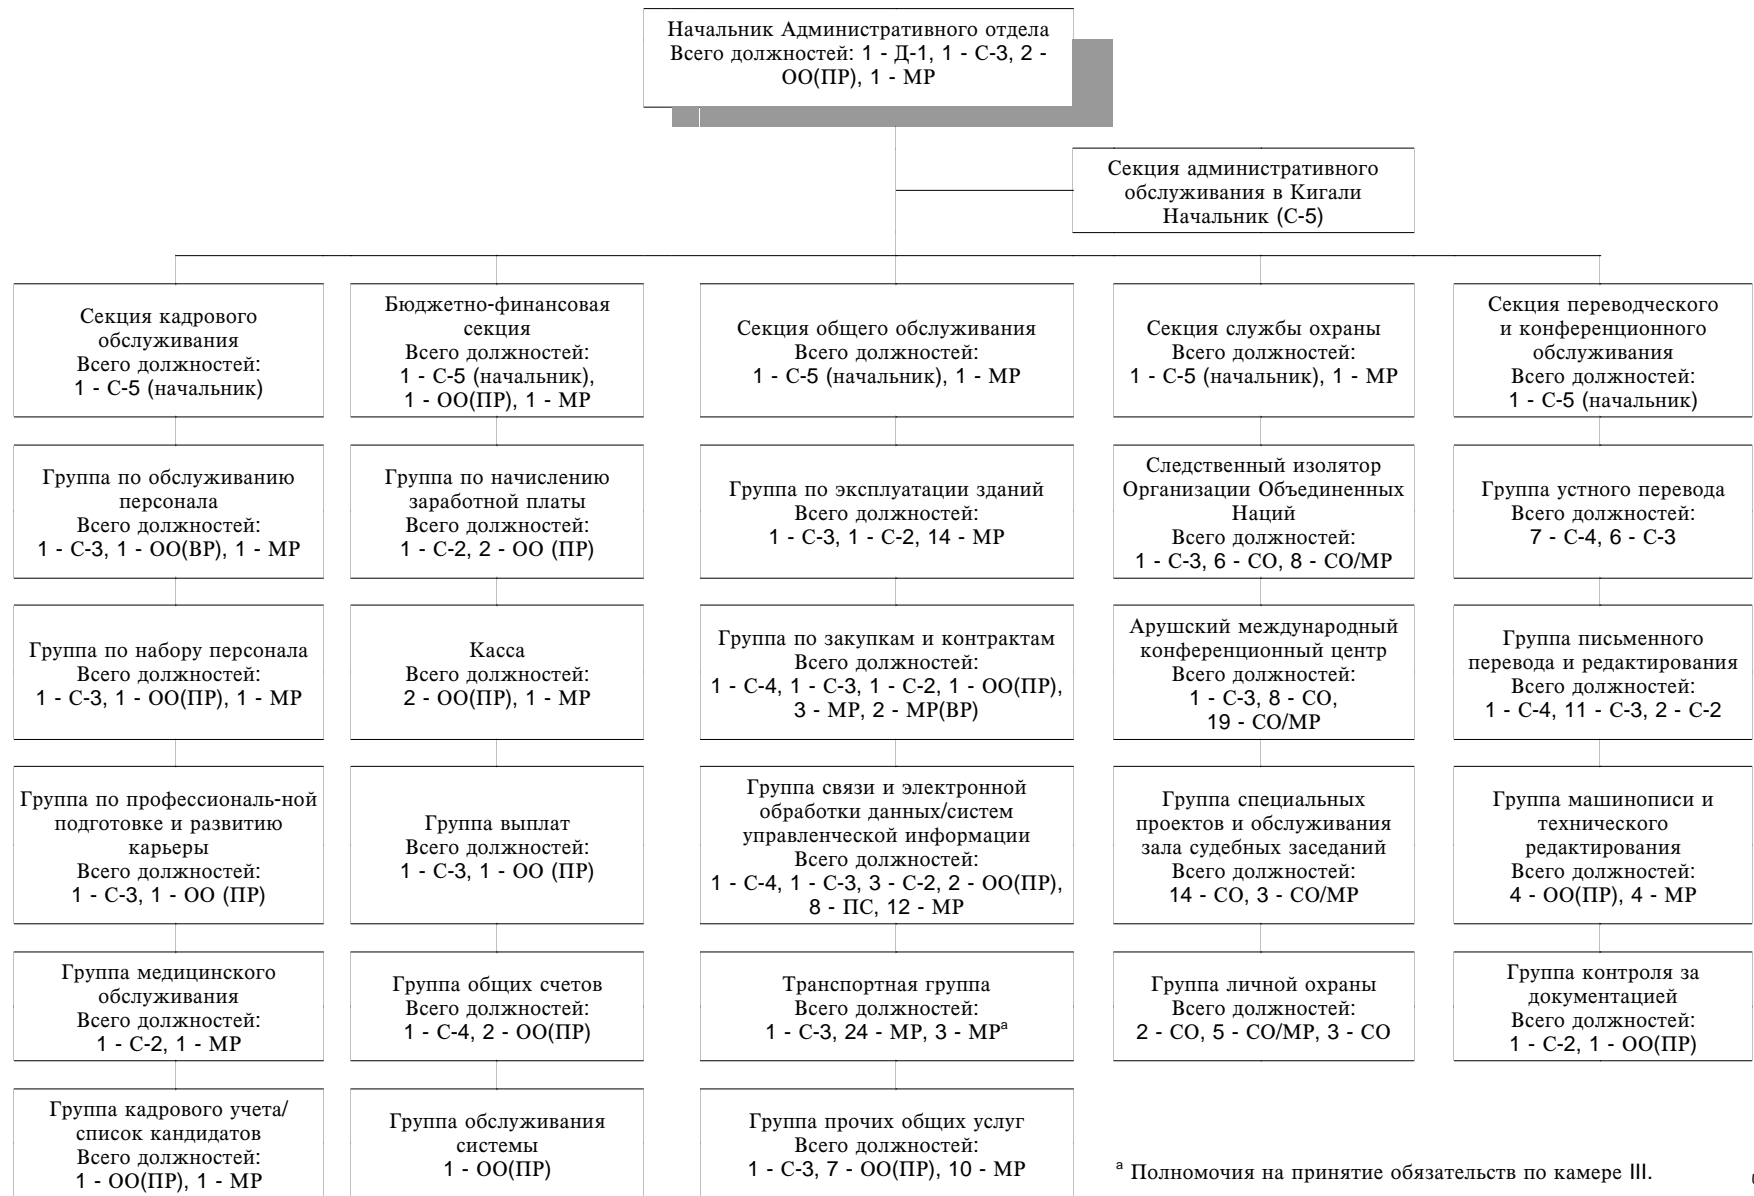 Начальник Административного отдела
Всего должностей: 1 - Д-1, 1 - С-3, 2 -
ОО(ПР), 1 - МР
Секция административного
обслуживания в Кигали
Начальник (С-5)
Секция кадрового
обслуживания
Всего должностей:
1 - С-5 (начальник)
Бюджетно-финансовая
секция
Всего должностей:
1 - С-5 (начальник),
1 - ОО(ПР), 1 - МР
Секция общего обслуживания
Всего должностей:
1 - С-5 (начальник), 1 - МР
Секция службы охраны
Всего должностей:
1 - С-5 (начальник), 1 - МР
Секция переводческого
и конференционного
обслуживания
Всего должностей:
1 - С-5 (начальник)
Группа по обслуживанию
персонала
Всего должностей:
1 - С-3, 1 - ОО(ВР), 1 - МР
Группа по начислению
заработной платы
Всего должностей:
1 - С-2, 2 - ОО (ПР)
Группа по эксплуатации зданий
Всего должностей:
1 - С-3, 1 - С-2, 14 - МР
Следственный изолятор
Организации Объединенных
Наций
Всего должностей:
1 - С-3, 6 - СО, 8 - СО/МР
Группа устного перевода
Всего должностей:
7 - С-4, 6 - С-3
Группа по набору персонала
Всего должностей:
1 - С-3, 1 - ОО(ПР), 1 - МР
Касса
Всего должностей:
2 - ОО(ПР), 1 - МР
Группа по закупкам и контрактам
Всего должностей:
1 - С-4, 1 - С-3, 1 - С-2, 1 - ОО(ПР),
3 - МР, 2 - МР(ВР)
Арушский международный
конференционный центр
Всего должностей:
1 - С-3, 8 - СО,
19 - СО/МР
Группа письменного
перевода и редактирования
Всего должностей:
1 - С-4, 11 - С-3, 2 - С-2
Группа по профессиональ-ной
подготовке и развитию
карьеры
Всего должностей:
1 - С-3, 1 - ОО (ПР)
Группа выплат
Всего должностей:
1 - С-3, 1 - ОО (ПР)
Группа связи и электронной
обработки данных/систем
управленческой информации
Всего должностей:
1 - С-4, 1 - С-3, 3 - С-2, 2 - ОО(ПР),
8 - ПС, 12 - МР
Группа специальных
проектов и обслуживания
зала судебных заседаний
Всего должностей:
14 - СО, 3 - СО/МР
Группа машинописи и
технического
редактирования
Всего должностей:
4 - ОО(ПР), 4 - МР
Группа медицинского
обслуживания
Всего должностей:
1 - С-2, 1 - МР
Группа общих счетов
Всего должностей:
1 - С-4, 2 - ОО(ПР)
Транспортная группа
Всего должностей:
1 - С-3, 24 - МР, 3 - МРª
Группа личной охраны
Всего должностей:
2 - СО, 5 - СО/МР, 3 - СО
Группа контроля за
документацией
Всего должностей:
1 - С-2, 1 - ОО(ПР)
Группа кадрового учета/
список кандидатов
Всего должностей:
1 - ОО(ПР), 1 - МР
Группа обслуживания
системы
1 - ОО(ПР)
Группа прочих общих услуг
Всего должностей:
1 - С-3, 7 - ОО(ПР), 10 - МР
ª Полномочия на принятие обязательств по камере III.